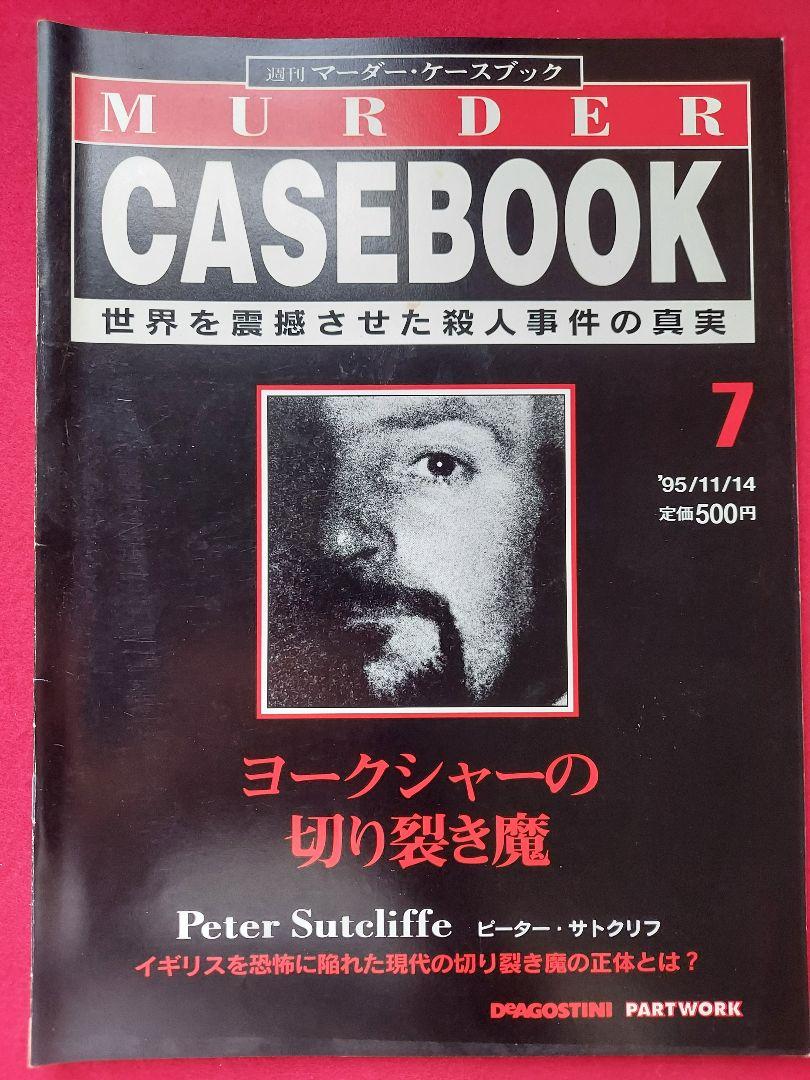 週刊 マーダー・ケースブック
MURDER
CASEBOOK
世界を震撼させた殺人事件の真実
7
'95/11/14
定価500円
ヨークシャーの
切り裂き魔
Peter Sutcliffe ピーター・サトクリフ
イギリスを恐怖に陥れた現代の切り裂き魔の正体とは?
DeAGOSTINI PARTWORK